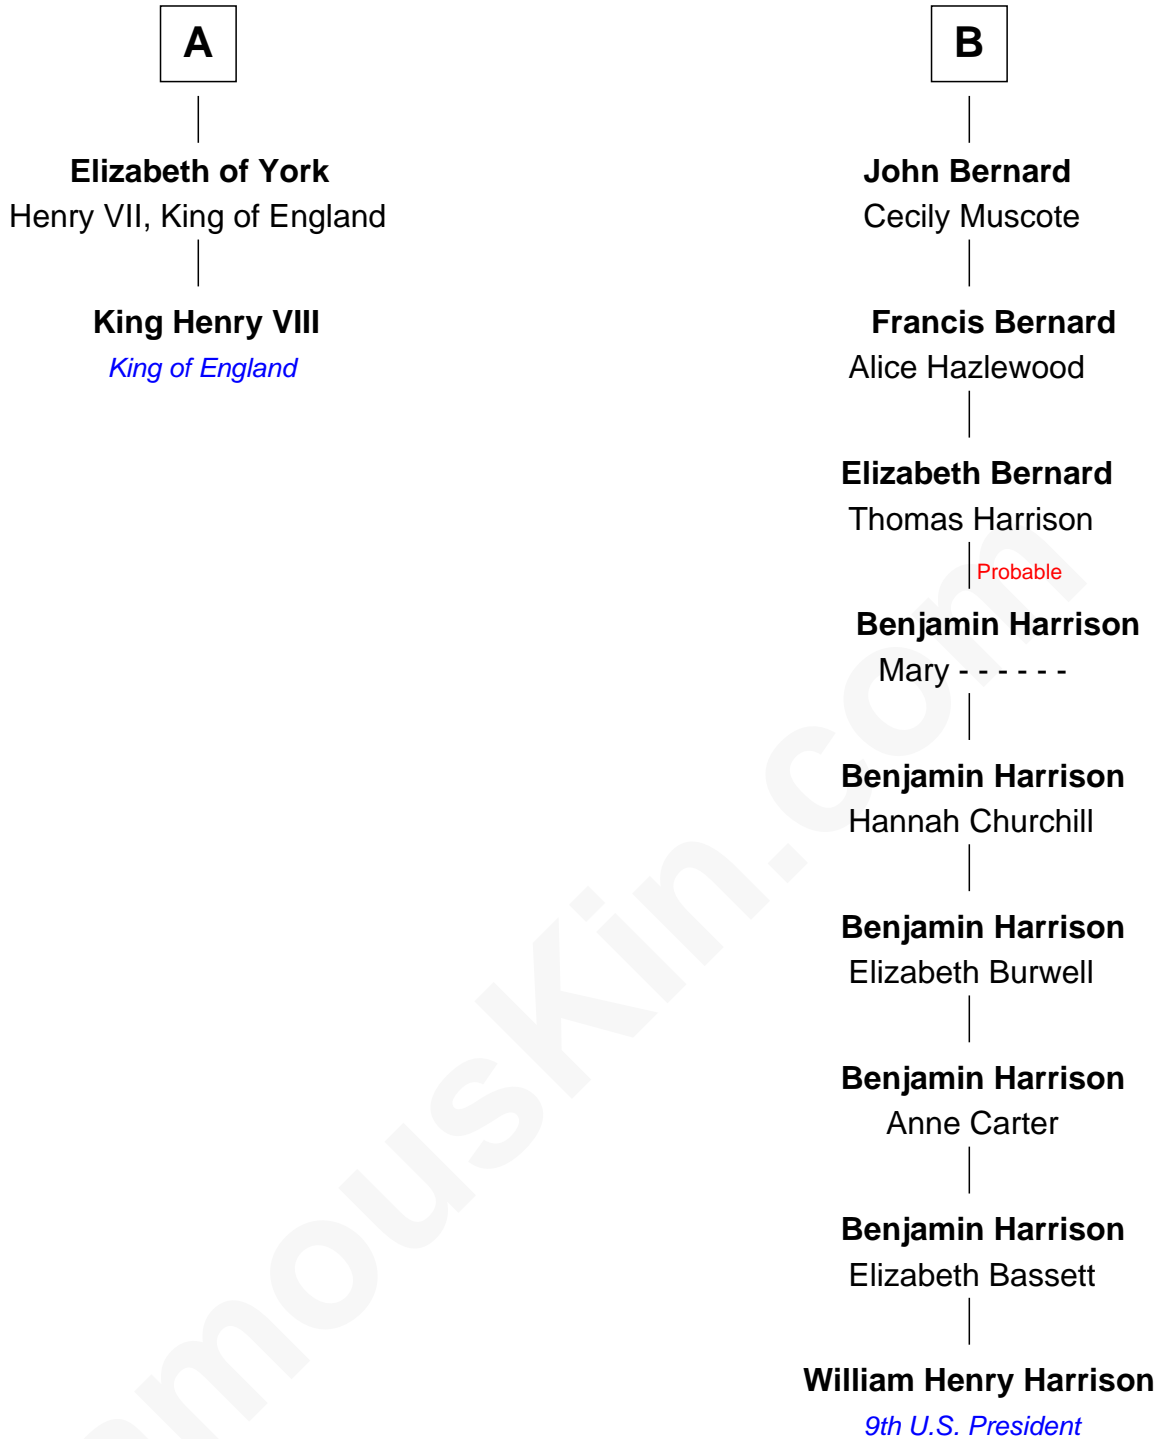 A
Elizabeth of York
Henry VII, King of England
King Henry VIII
King of England
B
John Bernard
Cecily Muscote
Francis Bernard
Alice Hazlewood
Elizabeth Bernard
Thomas Harrison
Probable
Benjamin Harrison
Mary - - - - - -
Benjamin Harrison
Hannah Churchill
Benjamin Harrison
Elizabeth Burwell
Benjamin Harrison
Anne Carter
Benjamin Harrison
Elizabeth Bassett
William Henry Harrison
9th U.S. President
amouskin.com